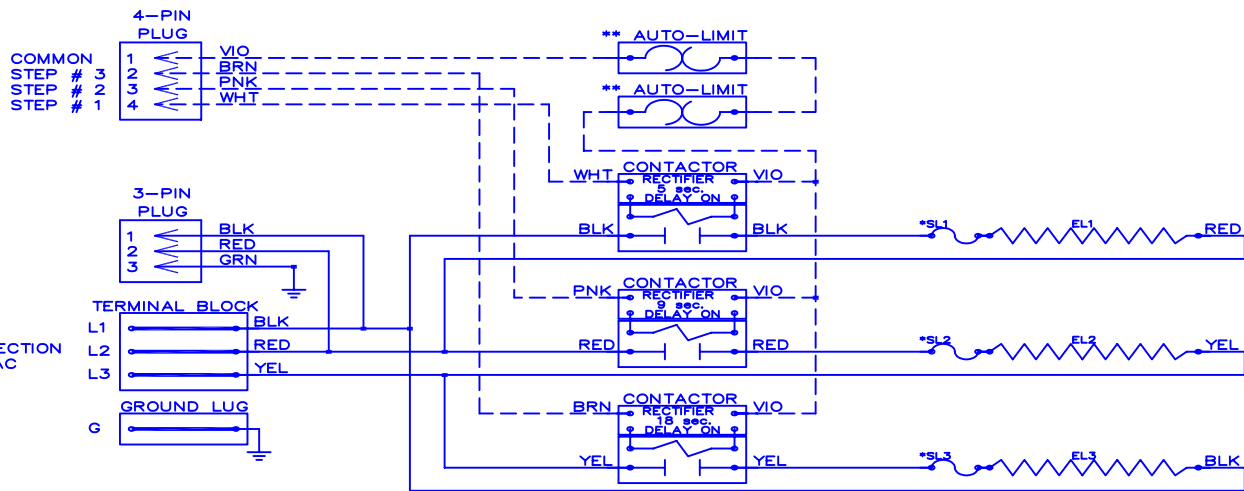 4-PIN
PLUG
COMMON 1 VIO
STEP # 3 2 BRN
STEP # 2 3 PNK
STEP # 1 4 WHT
** AUTO-LIMIT
** AUTO-LIMIT
CONTACTOR
WHT RECTIFIER VIO
5 sec.
DELAY ON
3-PIN
PLUG
1 BLK
2 RED
3 GRN
BLK BLK *SL1 EL1 RED
CONTACTOR
PNK RECTIFIER VIO
9 sec.
DELAY ON
TERMINAL BLOCK
L1 BLK
ECTION
AC
L2 RED
L3 YEL
RED RED *SL2 EL2 YEL
GROUND LUG
G
CONTACTOR
BRN RECTIFIER VIO
18 sec.
DELAY ON
YEL YEL *SL3 EL3 BLK